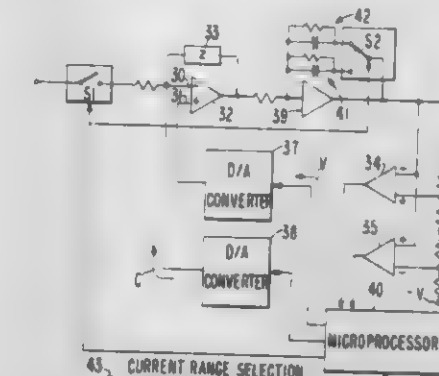 33
42
Z
S2
30
S1
31
32
39
41
37
V
34
D/A
CONVERTER
38
35
D/A
C
CONVERTER
40
-V
MICROPROCESSOR
43
CURRENT RANGE SELECTION